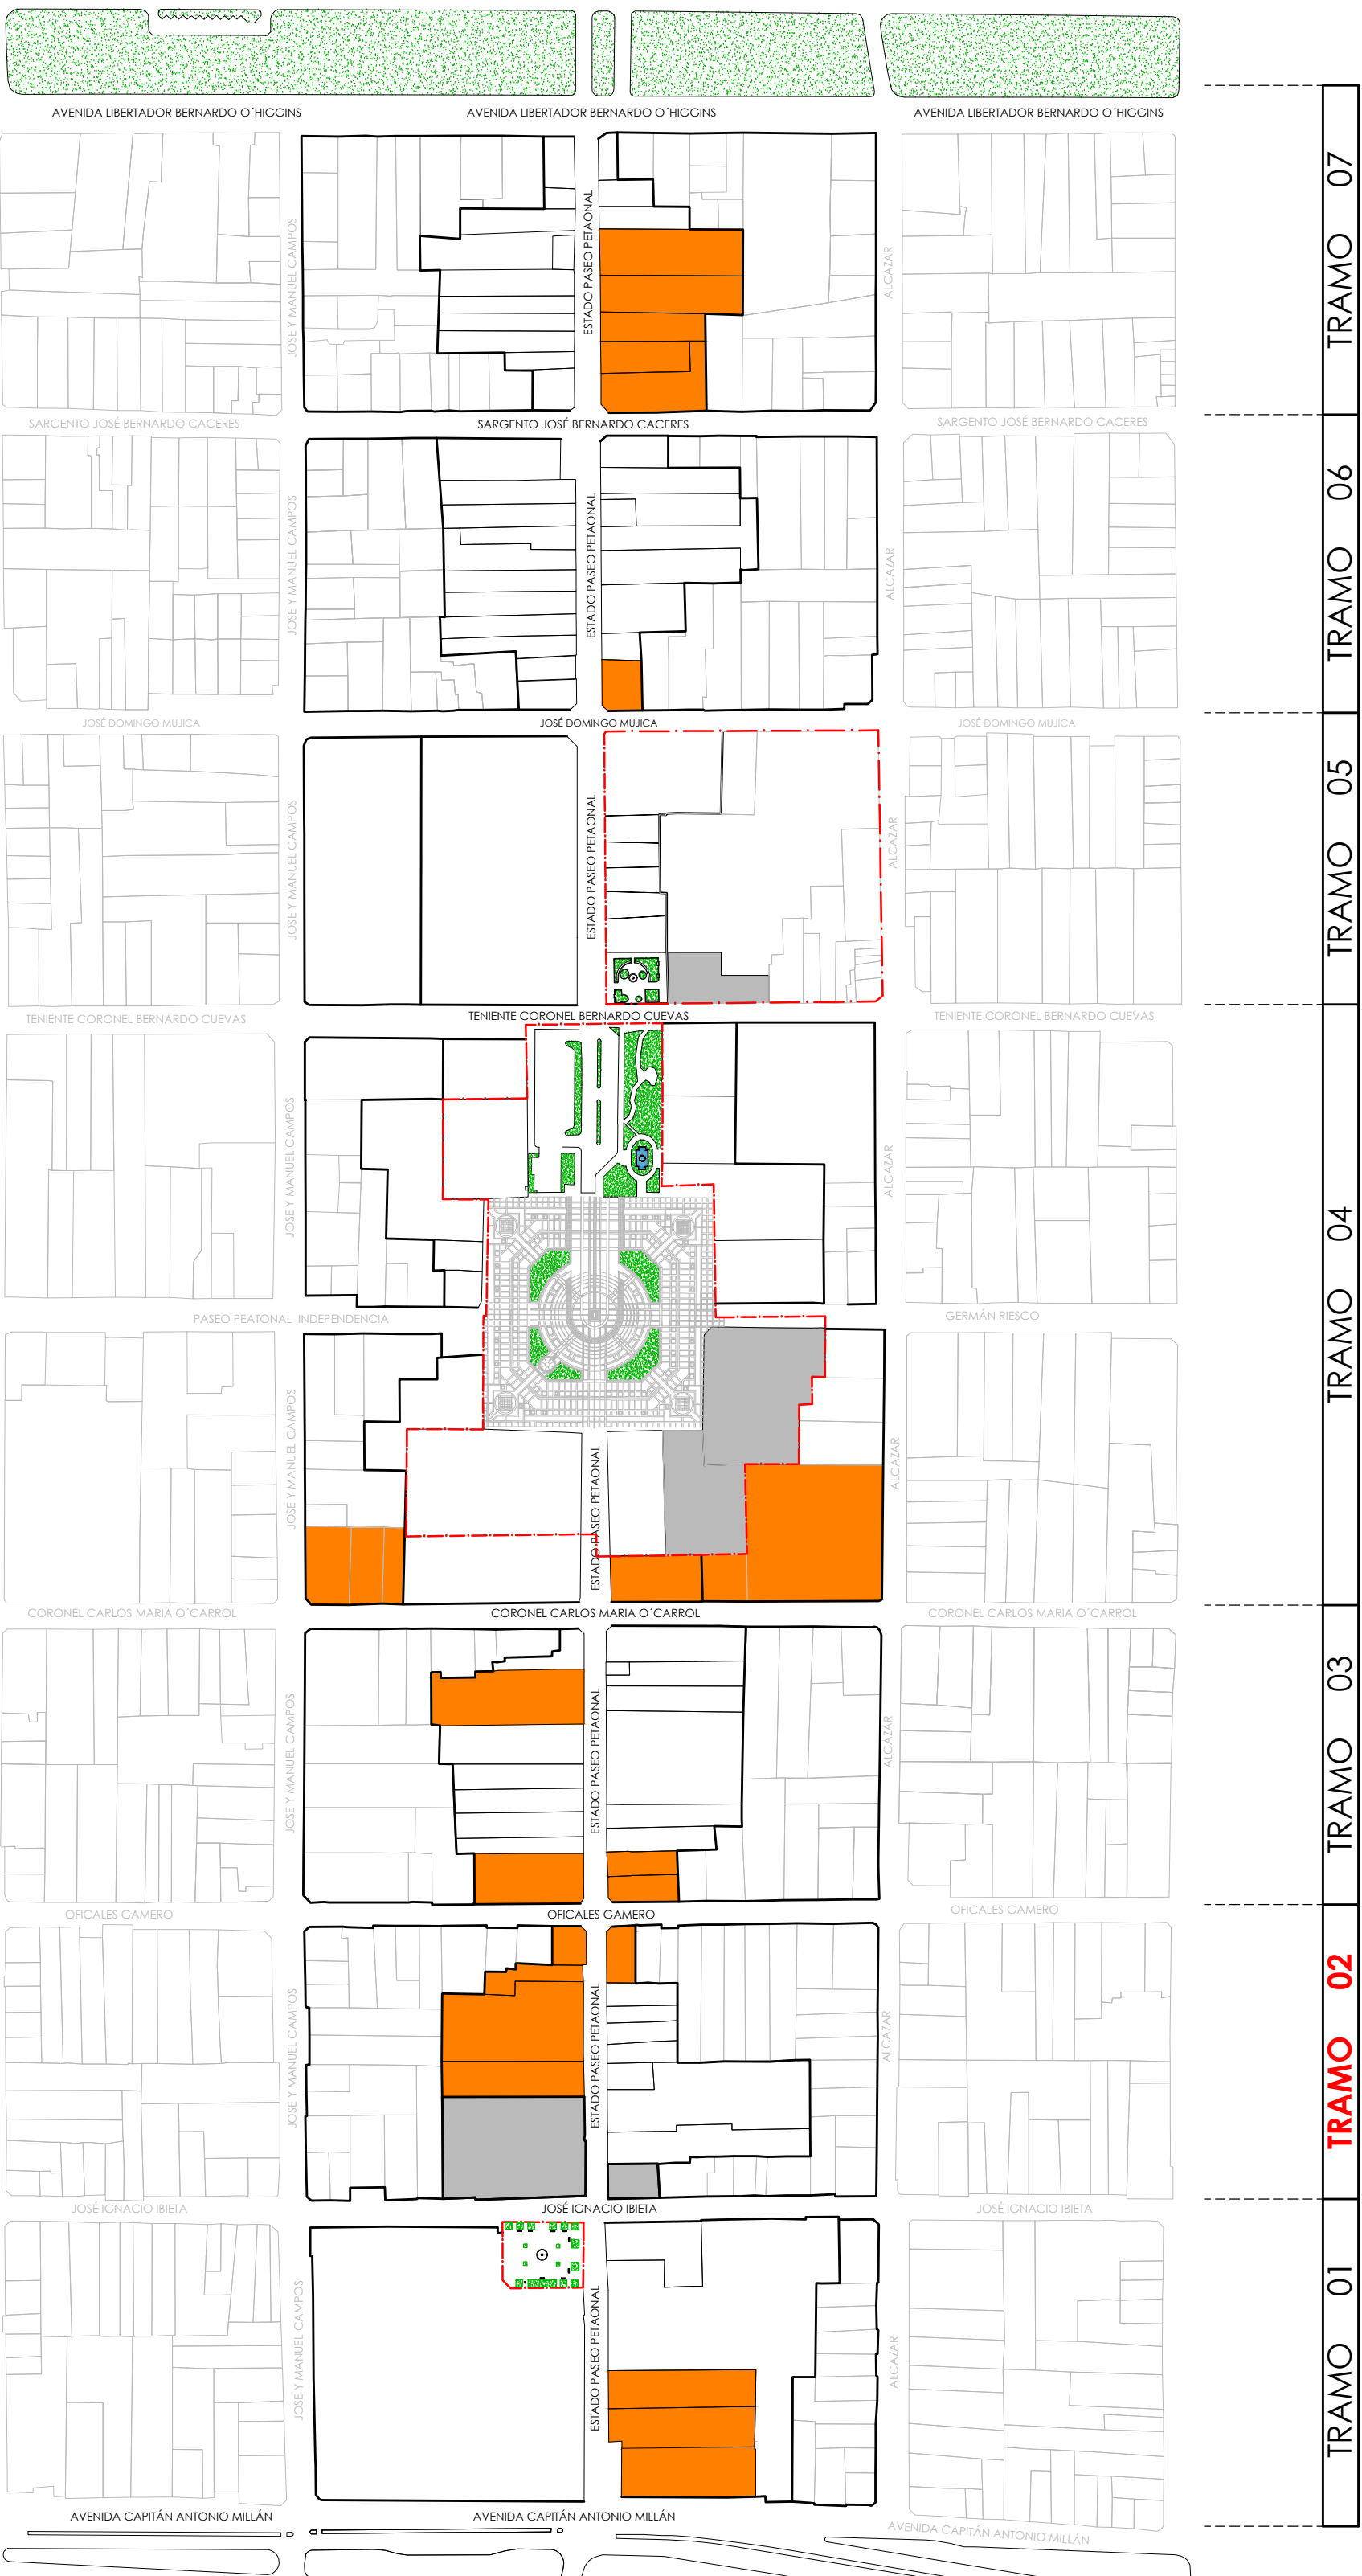 AVENIDA LIBERTADOR BERNARDO O´HIGGINS
AVENIDA LIBERTADOR BERNARDO O´HIGGINS
AVENIDA LIBERTADOR BERNARDO O´HIGGINS
JOSE Y MANUEL CAMPOS
ESTADO PASEO PETAONAL
ALCAZAR
TRAMO 07
SARGENTO JOSÉ BERNARDO CACERES
SARGENTO JOSÉ BERNARDO CACERES
SARGENTO JOSÉ BERNARDO CACERES
JOSE Y MANUEL CAMPOS
ESTADO PASEO PETAONAL
ALCAZAR
TRAMO 06
JOSÉ DOMINGO MUJICA
JOSÉ DOMINGO MUJICA
JOSÉ DOMINGO MUJICA
JOSE Y MANUEL CAMPOS
ESTADO PASEO PETAONAL
ALCAZAR
TRAMO 05
TENIENTE CORONEL BERNARDO CUEVAS
TENIENTE CORONEL BERNARDO CUEVAS
TENIENTE CORONEL BERNARDO CUEVAS
JOSE Y MANUEL CAMPOS
ALCAZAR
TRAMO 04
PASEO PEATONAL INDEPENDENCIA
GERMÁN RIESCO
JOSE Y MANUEL CAMPOS
ESTADO PASEO PETAONAL
ALCAZAR
CORONEL CARLOS MARIA O´CARROL
CORONEL CARLOS MARIA O´CARROL
CORONEL CARLOS MARIA O´CARROL
JOSE Y MANUEL CAMPOS
ESTADO PASEO PETAONAL
ALCAZAR
TRAMO 03
OFICALES GAMERO
OFICALES GAMERO
OFICALES GAMERO
JOSE Y MANUEL CAMPOS
ESTADO PASEO PETAONAL
ALCAZAR
TRAMO 02
JOSÉ IGNACIO IBIETA
JOSÉ IGNACIO IBIETA
JOSÉ IGNACIO IBIETA
JOSE Y MANUEL CAMPOS
ESTADO PASEO PETAONAL
ALCAZAR
TRAMO 01
AVENIDA CAPITÁN ANTONIO MILLÁN
AVENIDA CAPITÁN ANTONIO MILLÁN
AVENIDA CAPITÁN ANTONIO MILLÁN